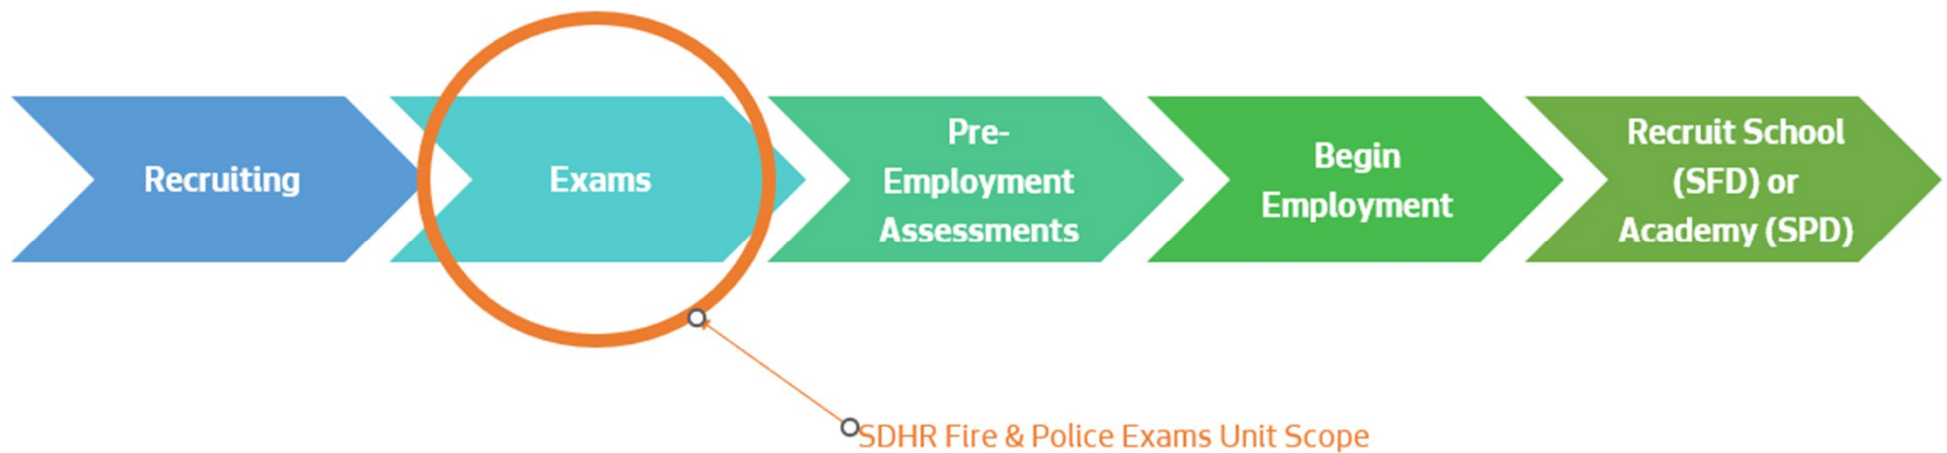 Recruiting
Exams
Pre-
Employment
Assessments
Begin
Employment
Recruit School
(SFD) or
Academy (SPD)
SDHR Fire & Police Exams Unit Scope